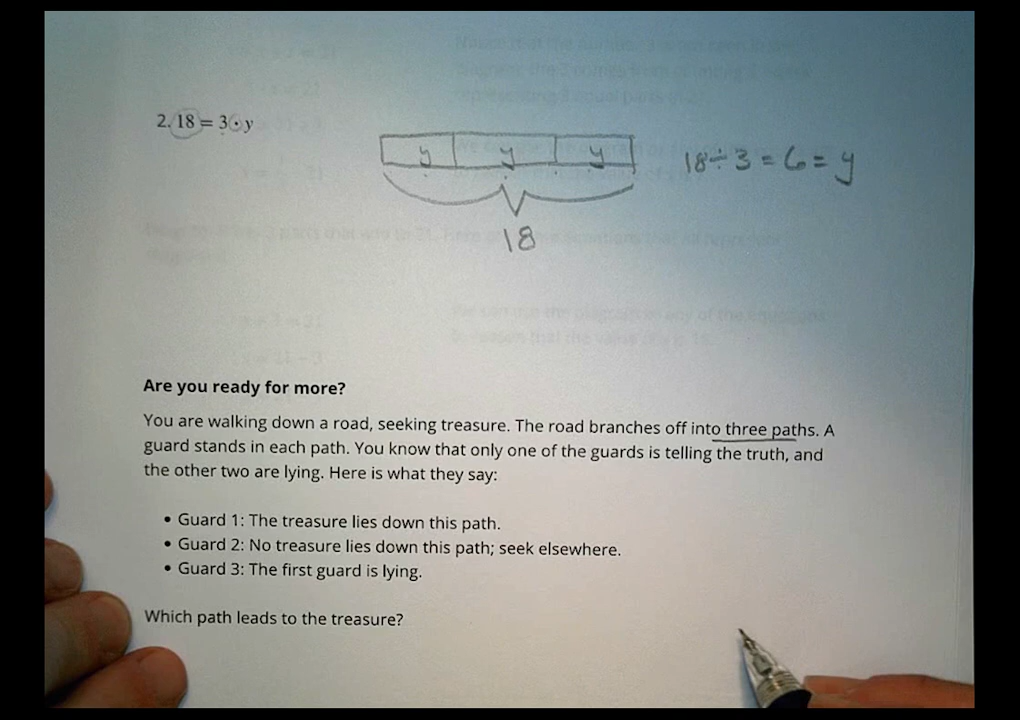 2. 18 = 3 · y
y y y
18 ÷ 3 = 6 = y
18
Are you ready for more?
You are walking down a road, seeking treasure. The road branches off into three paths. A
guard stands in each path. You know that only one of the guards is telling the truth, and
the other two are lying. Here is what they say:
• Guard 1: The treasure lies down this path.
• Guard 2: No treasure lies down this path; seek elsewhere.
• Guard 3: The first guard is lying.
Which path leads to the treasure?